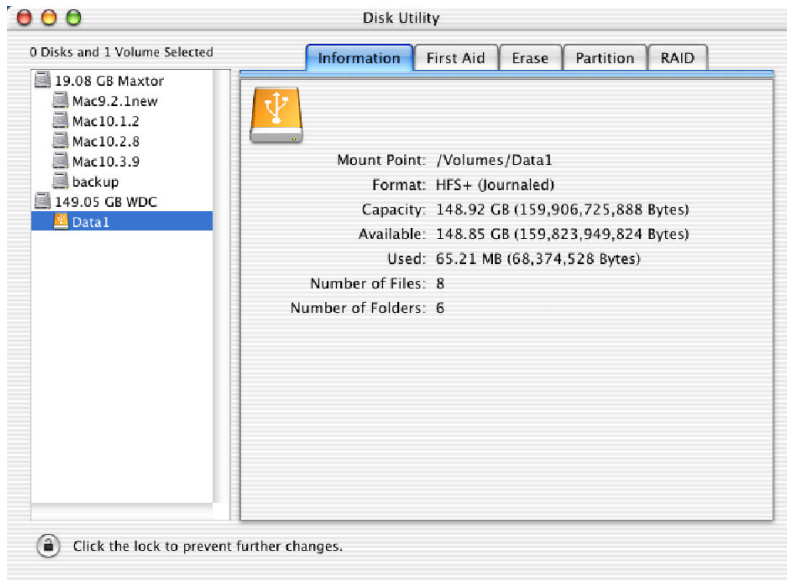 Disk Utility
0 Disks and 1 Volume Selected
Information First Aid Erase Partition RAID
19.08 GB Maxtor
Mac9.2.1new
Mac10.1.2
Mac10.2.8
Mac10.3.9
backup
149.05 GB WDC
Data1
Mount Point: /Volumes/Data1
Format: HFS+ (Journaled)
Capacity: 148.92 GB (159,906,725,888 Bytes)
Available: 148.85 GB (159,823,949,824 Bytes)
Used: 65.21 MB (68,374,528 Bytes)
Number of Files: 8
Number of Folders: 6
Click the lock to prevent further changes.